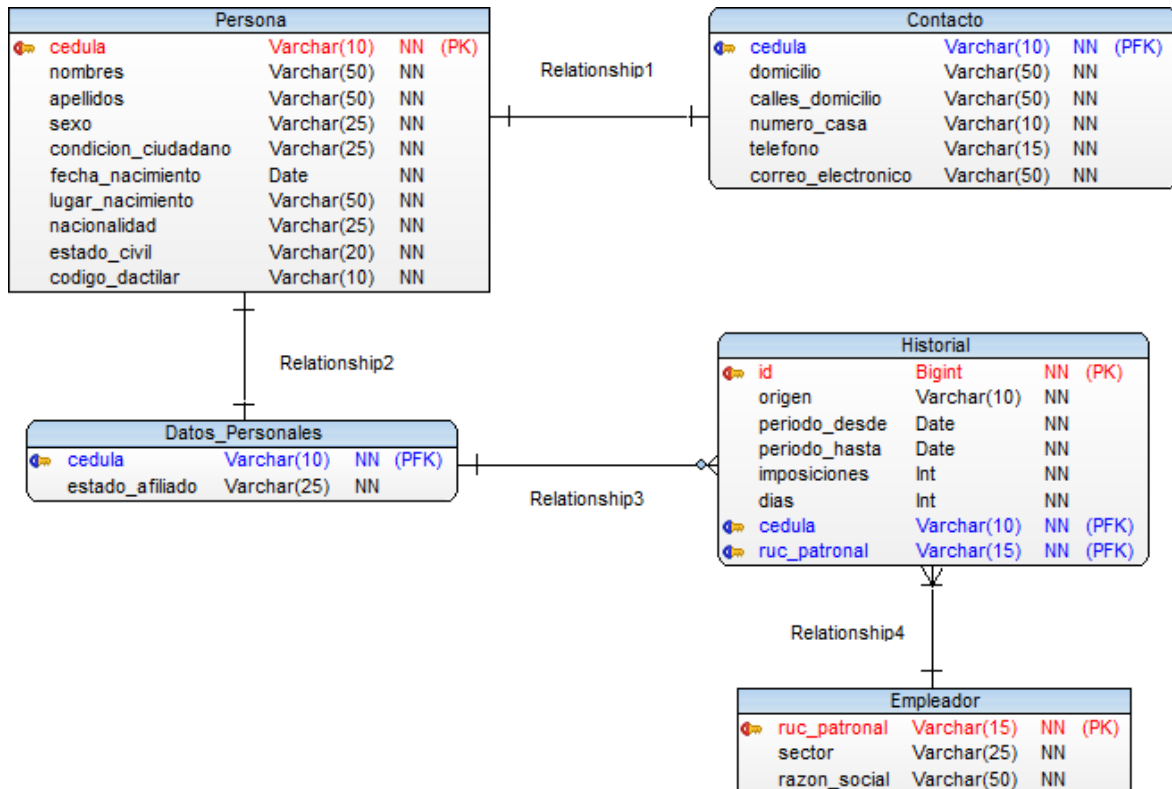 Persona
cedula Varchar(10) NN (PK)
nombres Varchar(50) NN
apellidos Varchar(50) NN
sexo Varchar(25) NN
condicion_ciudadano Varchar(25) NN
fecha_nacimiento Date NN
lugar_nacimiento Varchar(50) NN
nacionalidad Varchar(25) NN
estado_civil Varchar(20) NN
codigo_dactilar Varchar(10) NN
Relationship1
Contacto
cedula Varchar(10) NN (PFK)
domicilio Varchar(50) NN
calles_domicilio Varchar(50) NN
numero_casa Varchar(10) NN
telefono Varchar(15) NN
correo_electronico Varchar(50) NN
Relationship2
Datos_Personales
cedula Varchar(10) NN (PFK)
estado_afiliado Varchar(25) NN
Relationship3
Historial
id Bigint NN (PK)
origen Varchar(10) NN
periodo_desde Date NN
periodo_hasta Date NN
imposiciones Int NN
dias Int NN
cedula Varchar(10) NN (PFK)
ruc_patronal Varchar(15) NN (PFK)
Relationship4
Empleador
ruc_patronal Varchar(15) NN (PK)
sector Varchar(25) NN
razon_social Varchar(50) NN